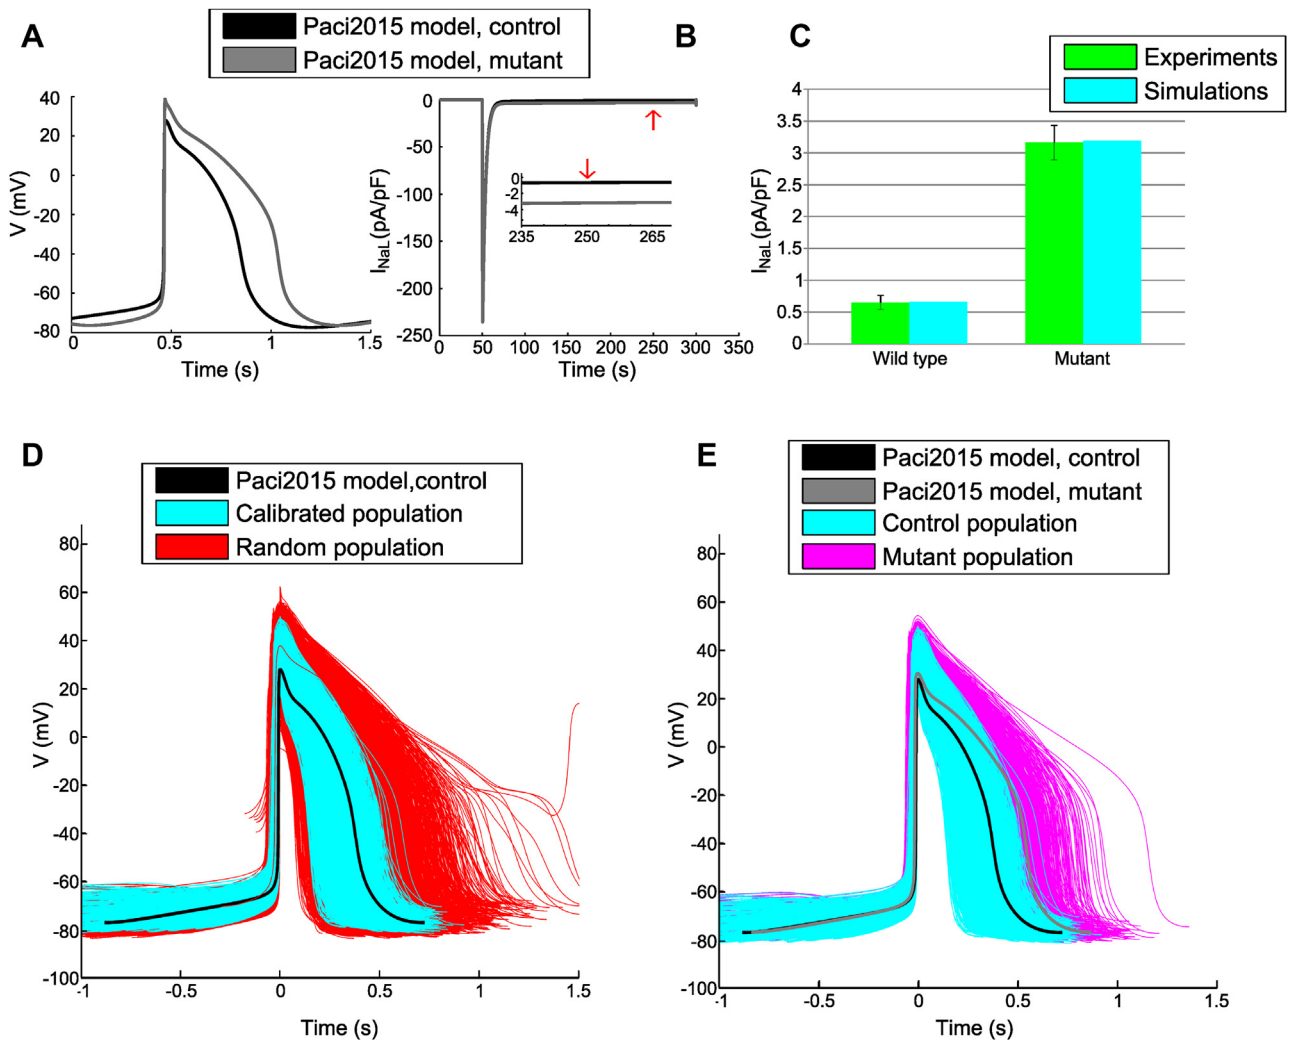 A
Paci2015 model, control
Paci2015 model, mutant
V (mV)
40
20
0
-20
-40
-60
-80
0
0.5
1
1.5
Time (s)
B
I_NaL (pA/pF)
0
-50
-100
-150
-200
-250
0
-2
-4
235
250
265
0
50
100
150
200
250
300
350
Time (s)
C
Experiments
Simulations
I_NaL (pA/pF)
4
3.5
3
2.5
2
1.5
1
0.5
0
Wild type
Mutant
D
Paci2015 model,control
Calibrated population
Random population
V (mV)
80
60
40
20
0
-20
-40
-60
-80
-100
-1
-0.5
0
0.5
1
1.5
Time (s)
E
Paci2015 model, control
Paci2015 model, mutant
Control population
Mutant population
V (mV)
80
60
40
20
0
-20
-40
-60
-80
-100
-1
-0.5
0
0.5
1
1.5
Time (s)